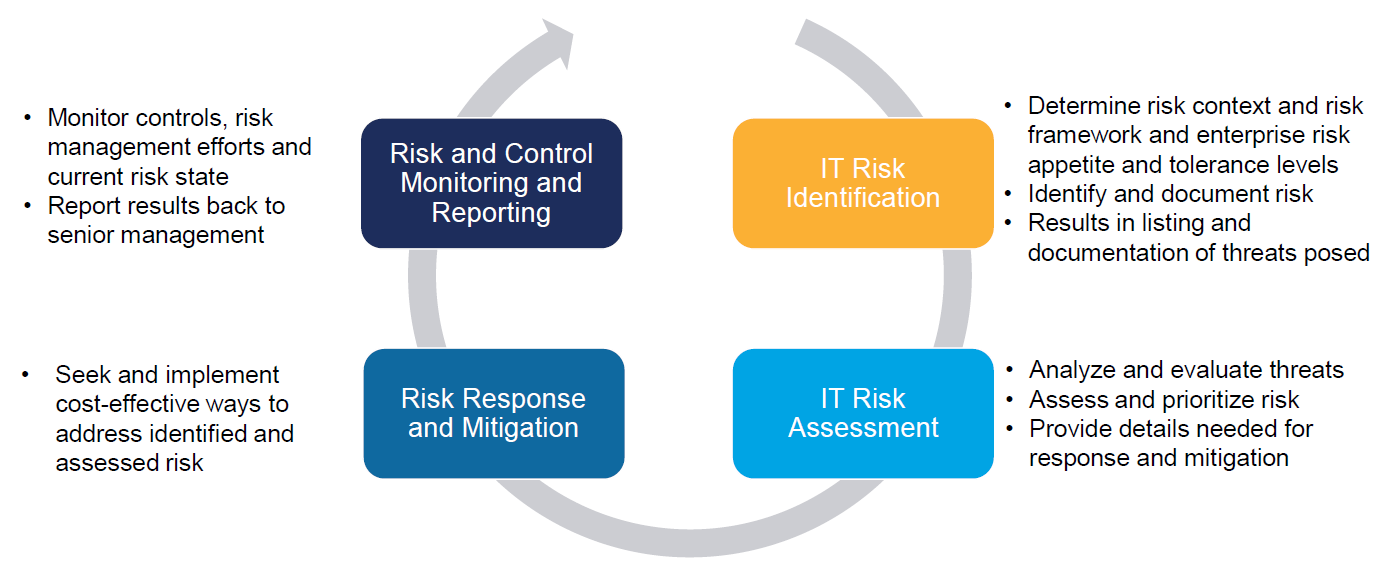 • Monitor controls, risk
management efforts and
current risk state
• Report results back to
senior management
Risk and Control
Monitoring and
Reporting
IT Risk
Identification
• Determine risk context and risk
framework and enterprise risk
appetite and tolerance levels
• Identify and document risk
• Results in listing and
documentation of threats posed
• Seek and implement
cost-effective ways to
address identified and
assessed risk
Risk Response
and Mitigation
IT Risk
Assessment
• Analyze and evaluate threats
• Assess and prioritize risk
• Provide details needed for
response and mitigation